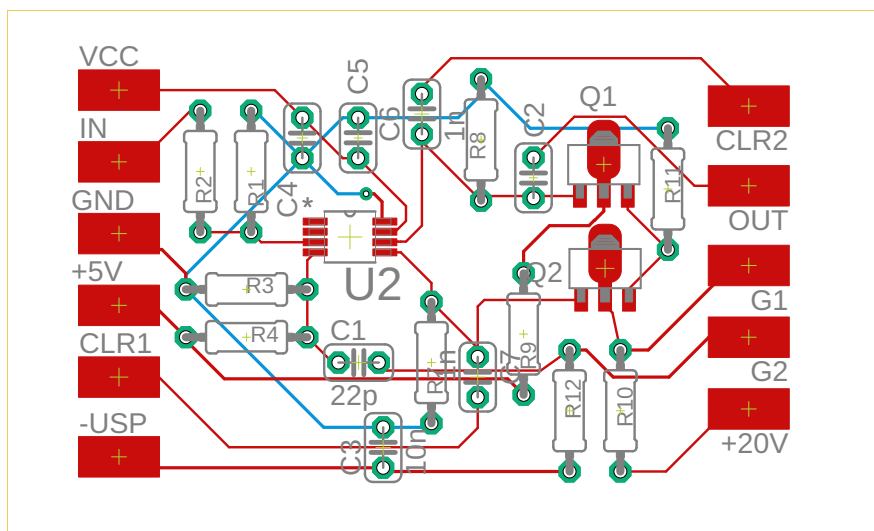 VCC
IN
GND
+5V
CLR1
-USP
R2
R1
C4
*
C5
C6
1n
R8
C2
Q1
R11
CLR2
OUT
G1
G2
+20V
U2
R3
R4
C1
22p
C3
10n
1n
C7
R9
Q2
R12
R10